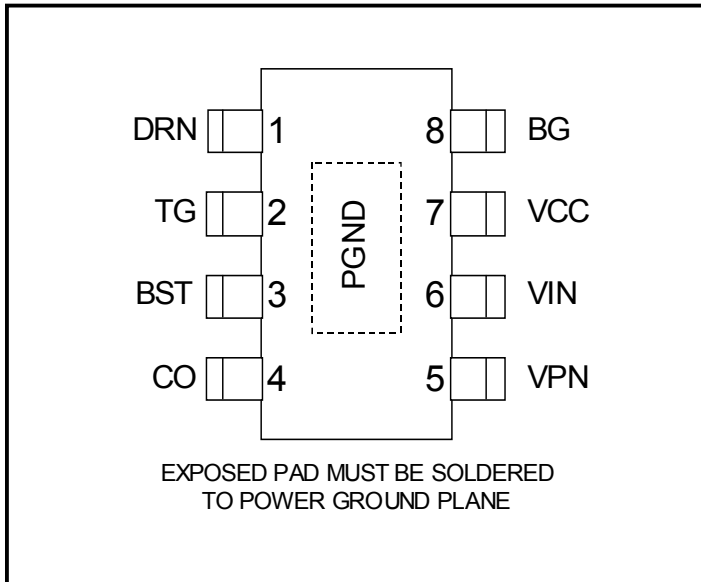 DRN 1 8 BG
TG 2 7 VCC
BST 3 6 VIN
CO 4 5 VPN
PGND
EXPOSED PAD MUST BE SOLDERED
TO POWER GROUND PLANE